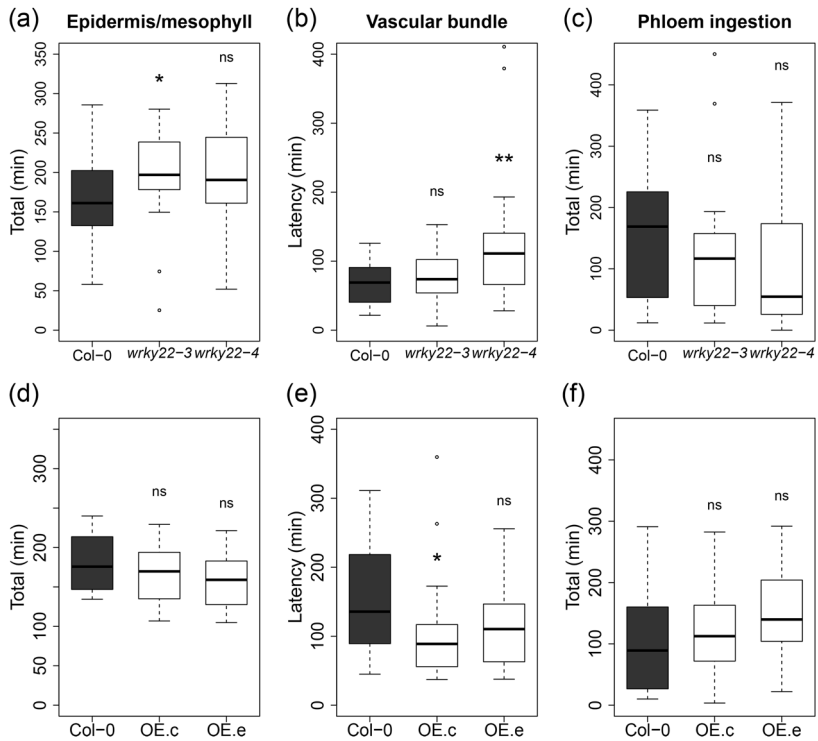 (a) Epidermis/mesophyll
Total (min)
350
300
250
200
150
100
50
0
* ns
Col−0 wrky22−3 wrky22−4
(b) Vascular bundle
Latency (min)
400
300
200
100
0
ns **
Col−0 wrky22−3 wrky22−4
(c) Phloem ingestion
Total (min)
400
300
200
100
0
ns ns
Col−0 wrky22−3 wrky22−4
(d)
Total (min)
350
250
200
150
100
50
0
ns ns
Col−0 OE.c OE.e
(e)
Latency (min)
400
300
200
100
0
* ns
Col−0 OE.c OE.e
(f)
Total (min)
400
300
200
100
0
ns ns
Col−0 OE.c OE.e